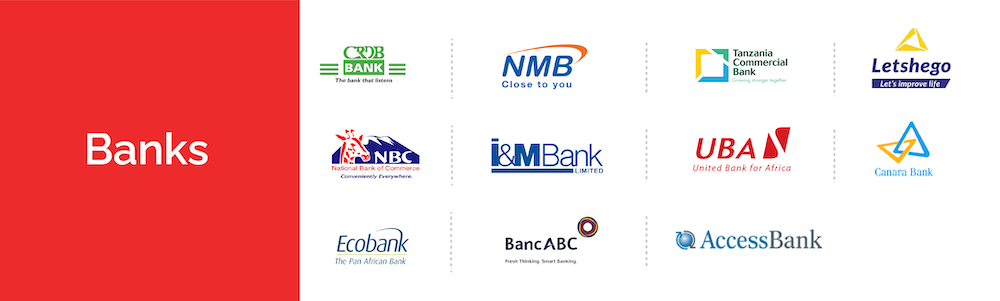 Banks
CRDB
BANK
The bank that listens
NMB
Close to you
Tanzania
Commercial
Bank
Growing stronger together
Letshego
Let's improve life
NBC
National Bank of Commerce
Conveniently Everywhere.
I&MBank
LIMITED
UBA
United Bank for Africa
Canara Bank
Ecobank
The Pan African Bank
BancABC
Fresh Thinking. Smart Banking.
AccessBank